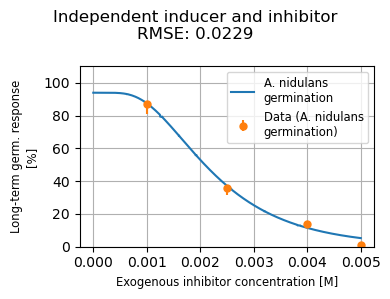 Independent inducer and inhibitor
RMSE: 0.0229
A. nidulans
germination
Data (A. nidulans
germination)
Long-term germ. response
[%]
100
80
60
40
20
0
0.000
0.001
0.002
0.003
0.004
0.005
Exogenous inhibitor concentration [M]